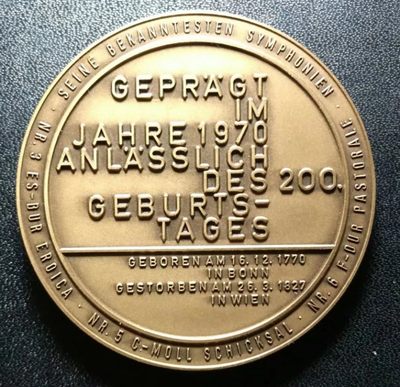 · SEINE BEKANNTESTEN SYMPHONIEN ·
NR. 3 ES-DUR EROICA · NR. 5 C-MOLL SCHICKSAL · NR. 6 F-DUR PASTORALE
GEPRÄGT
IM
JAHRE 1970
ANLÄSSLICH
DES 200.
GEBURTS-
TAGES
GEBOREN AM 16. 12. 1770
IN BONN
GESTORBEN AM 26. 3. 1827
IN WIEN